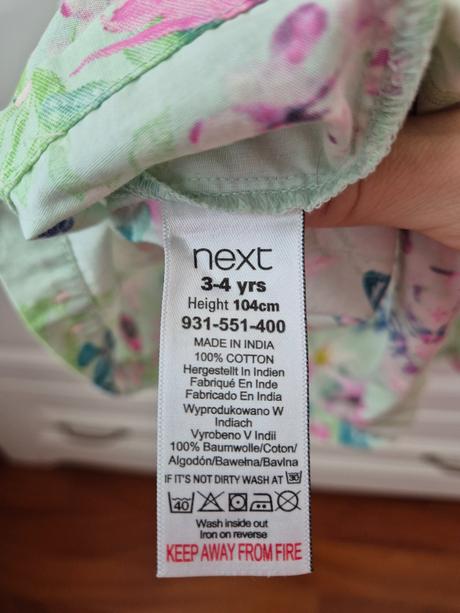 next
3-4 yrs
Height 104cm
931-551-400
MADE IN INDIA
100% COTTON
Hergestellt In Indien
Fabriqué En Inde
Fabricado En India
Wyprodukowano W
Indiach
Vyrobeno V Indii
100% Baumwolle/Coton/
Algodón/Bawełna/Bavlna
IF IT'S NOT DIRTY WASH AT 30
40
Wash inside out
Iron on reverse
KEEP AWAY FROM FIRE